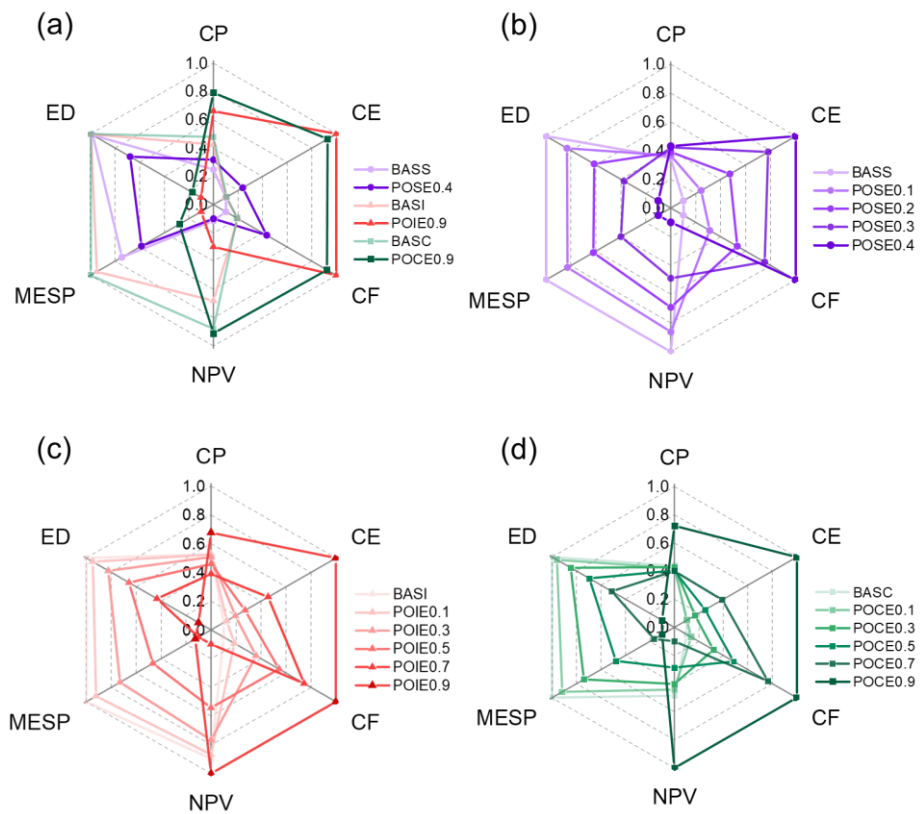 (a)
CP
CE
CF
NPV
MESP
ED
1.0
0.8
0.6
0.4
0.2
0.0
BASS
POSE0.4
BASI
POIE0.9
BASC
POCE0.9
(b)
CP
CE
CF
NPV
MESP
ED
1.0
0.8
0.6
0.4
0.2
0.0
BASS
POSE0.1
POSE0.2
POSE0.3
POSE0.4
(c)
CP
CE
CF
NPV
MESP
ED
1.0
0.8
0.6
0.4
0.2
0.0
BASI
POIE0.1
POIE0.3
POIE0.5
POIE0.7
POIE0.9
(d)
CP
CE
CF
NPV
MESP
ED
1.0
0.8
0.6
0.4
0.2
0.0
BASC
POCE0.1
POCE0.3
POCE0.5
POCE0.7
POCE0.9